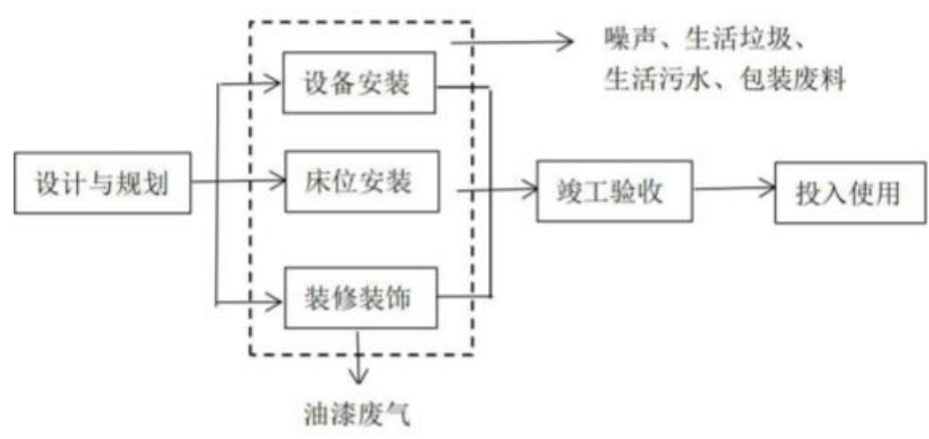 噪声、生活垃圾、
生活污水、包装废料
设备安装
设计与规划
床位安装
竣工验收
投入使用
装修装饰
油漆废气